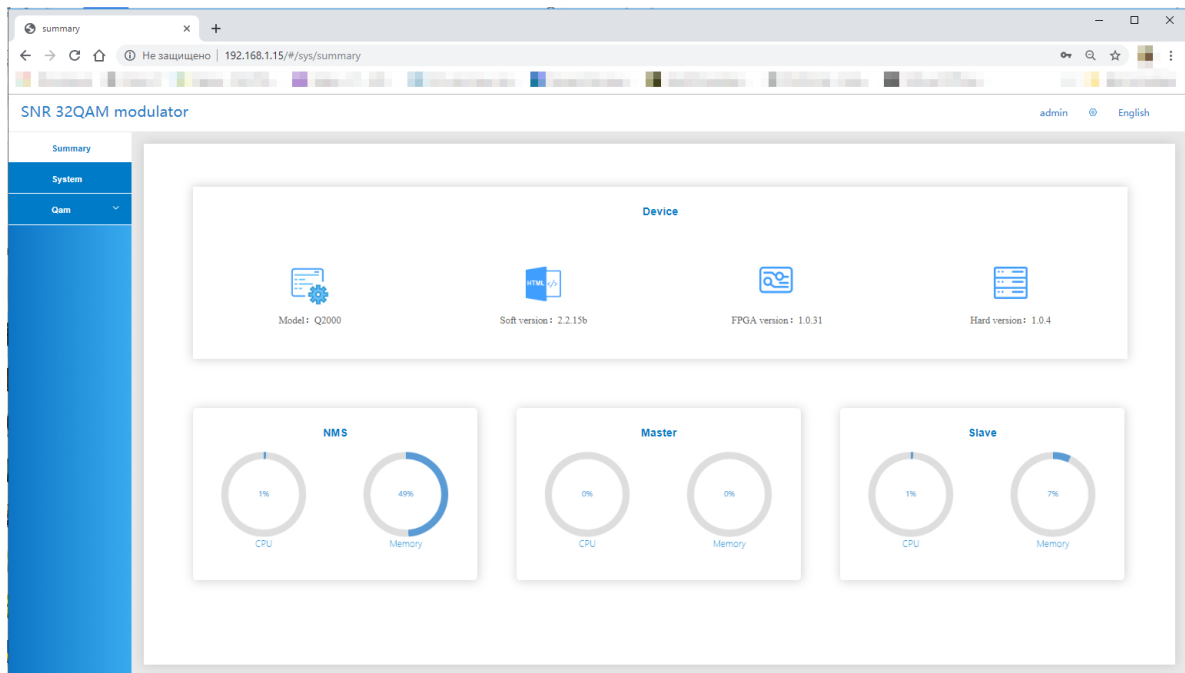 summary
Не защищено | 192.168.1.15/#/sys/summary
SNR 32QAM modulator
admin
English
Summary
System
Qam
Device
HTML </>
Model: Q2000
Soft version: 2.2.15b
FPGA version: 1.0.31
Hard version: 1.0.4
NMS
Master
Slave
1%
49%
0%
0%
1%
7%
CPU
Memory
CPU
Memory
CPU
Memory